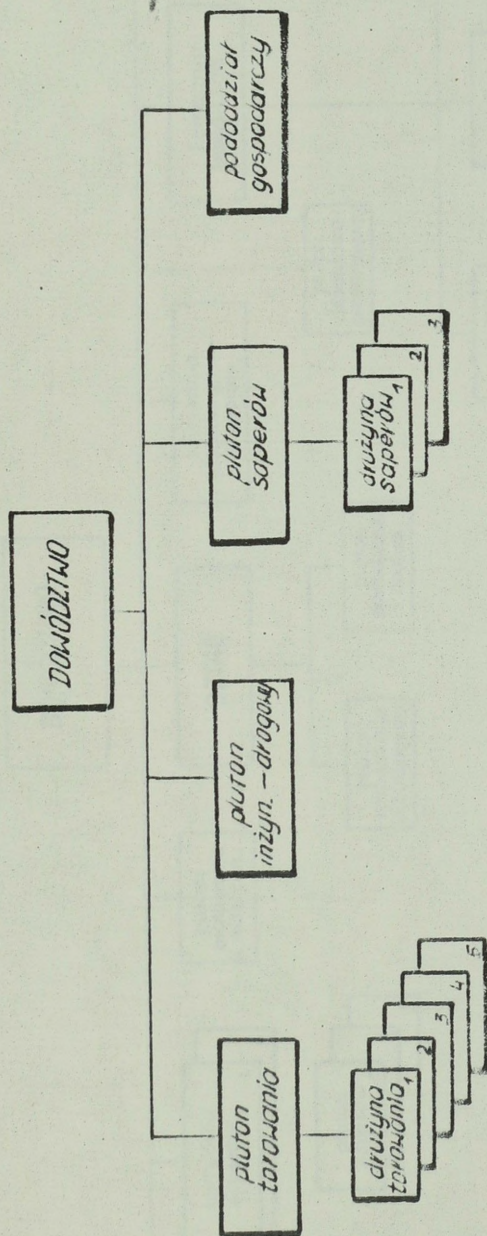 DOWÓDZTWO
pluton
torowania
pluton
inżyn.-drogowy
pluton
saperów
pododdział
gospodarczy
drużyna
torowania 1
2
3
4
5
drużyna
saperów 1
2
3